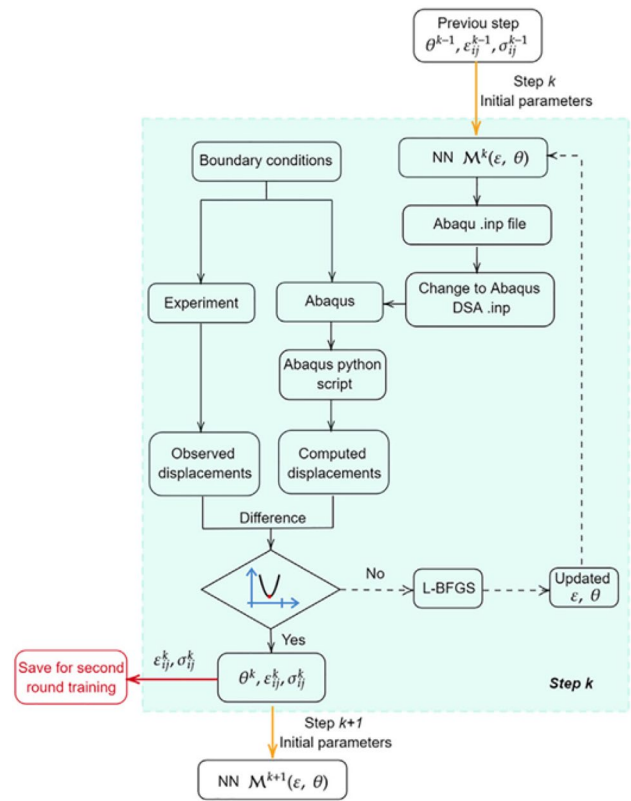 Previou step
θ^{k−1}, ε_{ij}^{k−1}, σ_{ij}^{k−1}
Step k
Initial parameters
Boundary conditions
NN M^k(ε, θ)
Abaqu .inp file
Experiment
Abaqus
Change to Abaqus
DSA .inp
Abaqus python
script
Observed
displacements
Computed
displacements
Difference
No
L-BFGS
Updated
ε, θ
Yes
Save for second
round training
ε_{ij}^k, σ_{ij}^k
θ^k, ε_{ij}^k, σ_{ij}^k
Step k
Step k+1
Initial parameters
NN M^{k+1}(ε, θ)